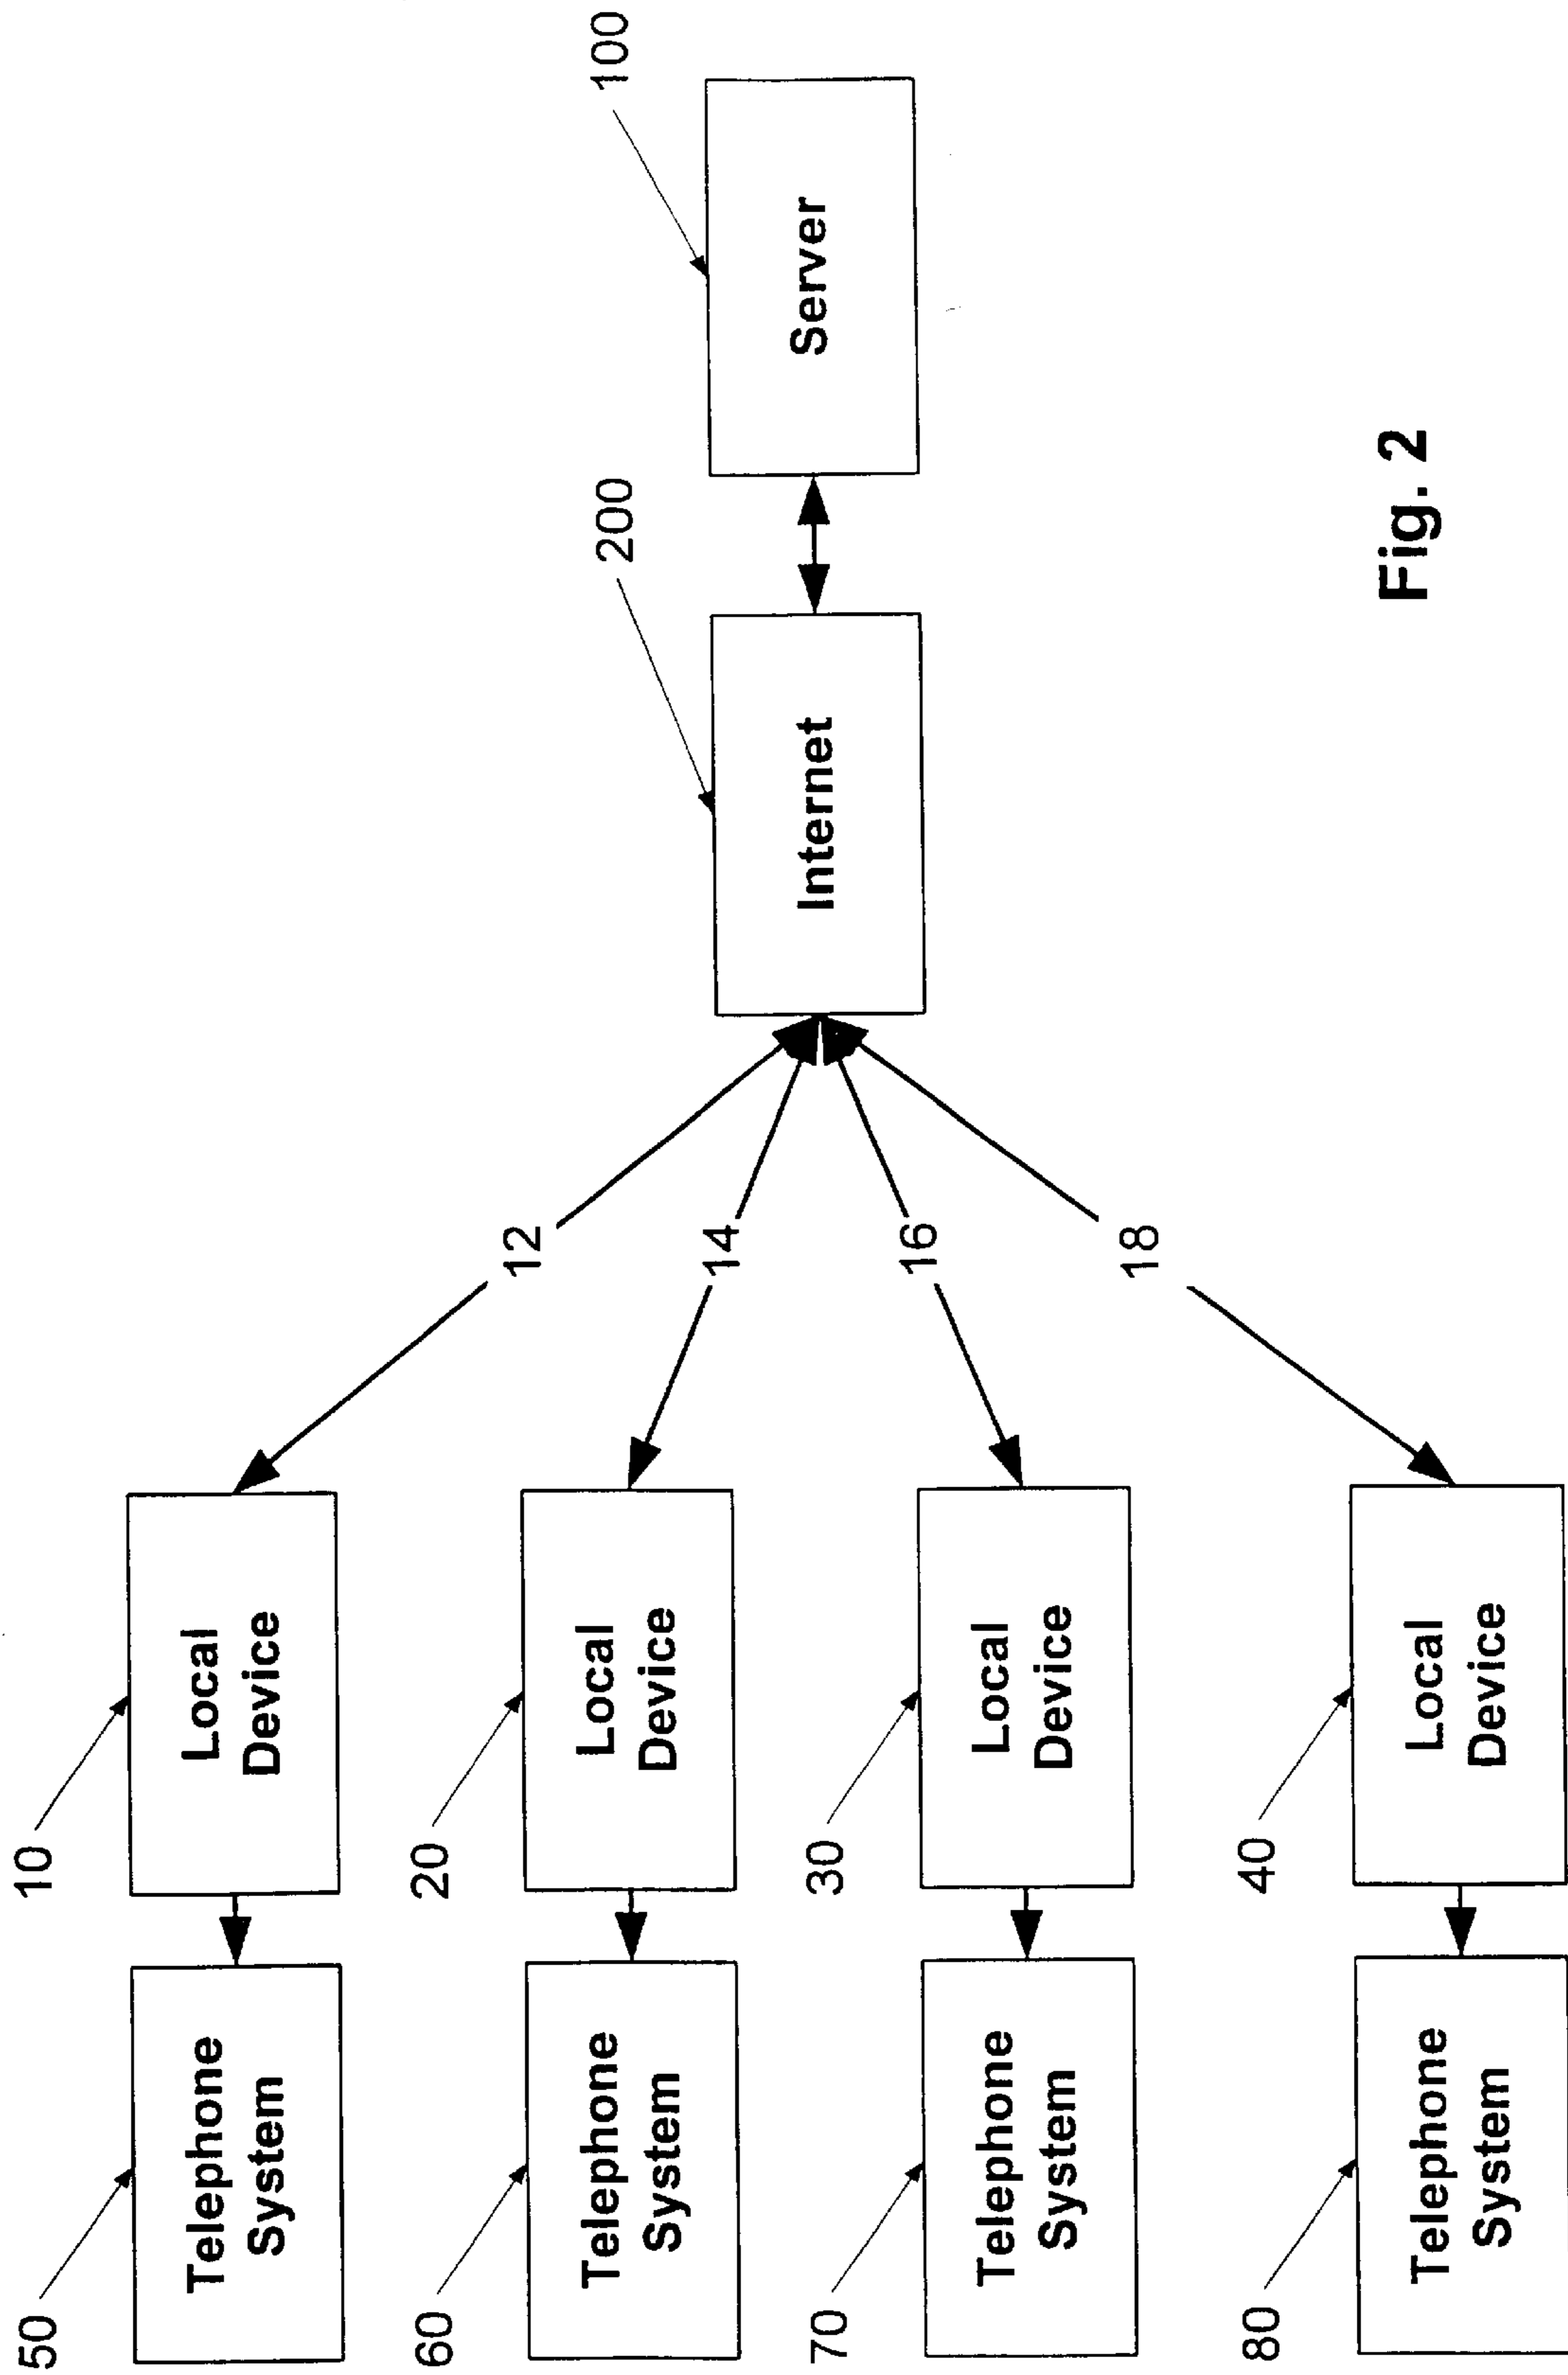 50
Telephone
System
10
Local
Device
12
60
Telephone
System
20
Local
Device
14
200
Internet
100
Server
70
Telephone
System
30
Local
Device
16
80
Telephone
System
40
Local
Device
18
Fig. 2